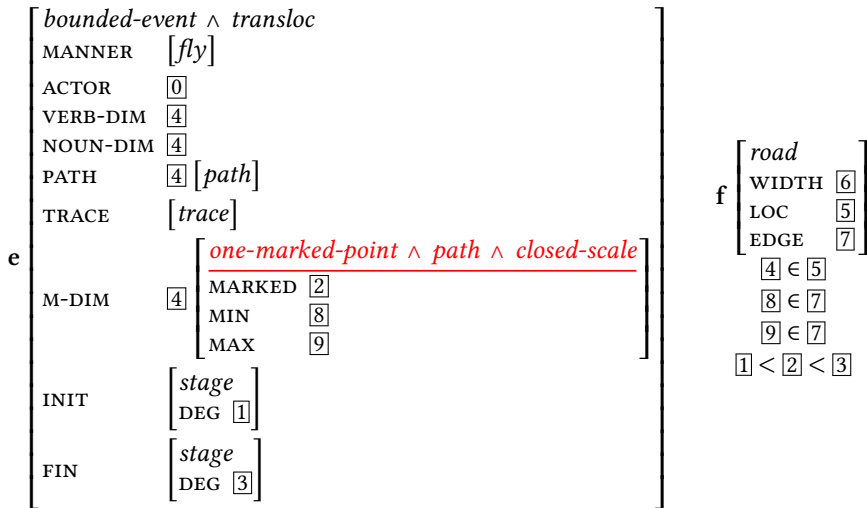 bounded-event ∧ transloc
MANNER [fly]
ACTOR 0
VERB-DIM 4
NOUN-DIM 4
PATH 4 [path]
TRACE [trace]
e
one-marked-point ∧ path ∧ closed-scale
M-DIM 4
MARKED 2
MIN 8
MAX 9
INIT
stage
DEG 1
FIN
stage
DEG 3
f
road
WIDTH 6
LOC 5
EDGE 7
4 ∈ 5
8 ∈ 7
9 ∈ 7
1 < 2 < 3